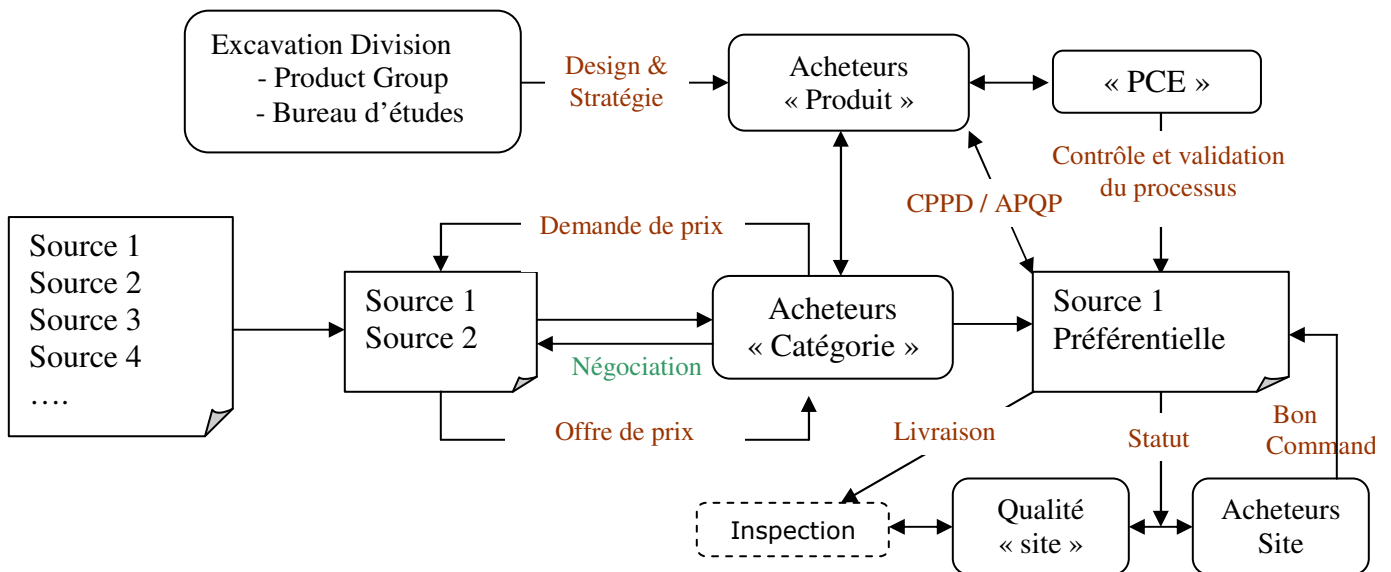 Excavation Division
- Product Group
- Bureau d'études
Design &
Stratégie
Acheteurs
« Produit »
« PCE »
Contrôle et validation
du processus
CPPD / APQP
Source 1
Source 2
Source 3
Source 4
….
Demande de prix
Source 1
Source 2
Négociation
Offre de prix
Acheteurs
« Catégorie »
Source 1
Préférentielle
Livraison
Statut
Bon
Command
Inspection
Qualité
« site »
Acheteurs
Site